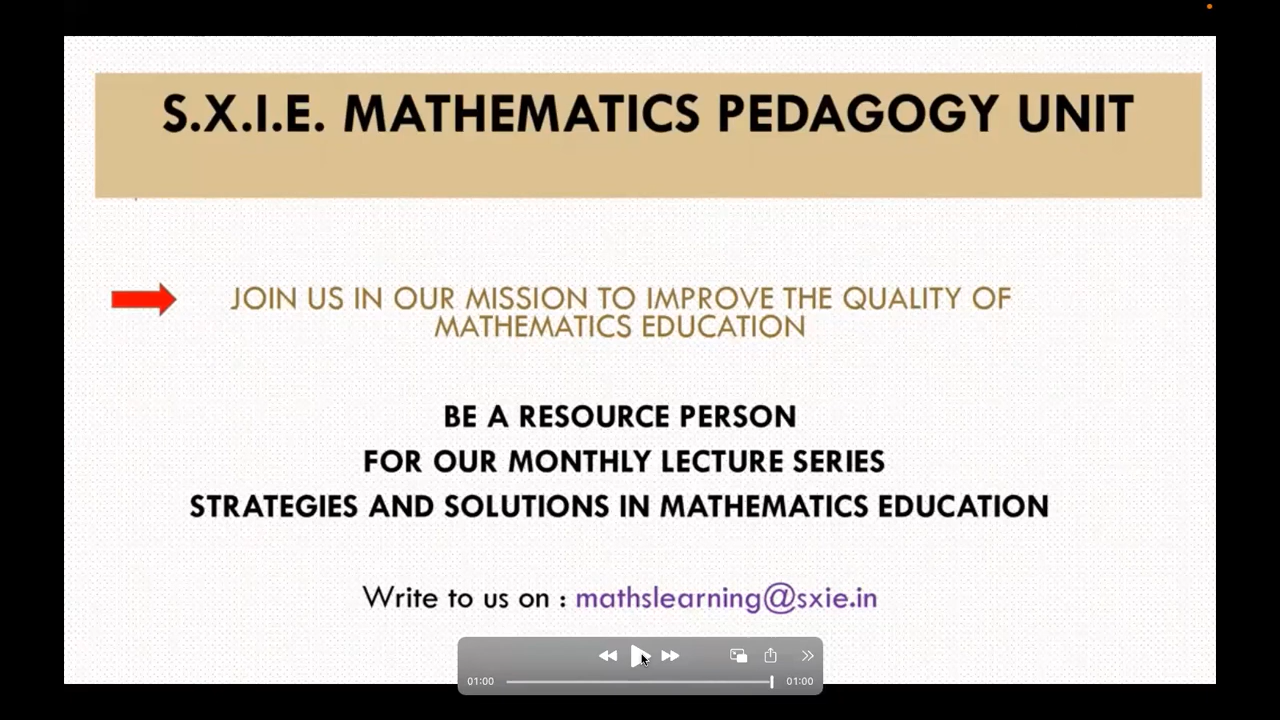 S.X.I.E. MATHEMATICS PEDAGOGY UNIT
JOIN US IN OUR MISSION TO IMPROVE THE QUALITY OF
MATHEMATICS EDUCATION
BE A RESOURCE PERSON
FOR OUR MONTHLY LECTURE SERIES
STRATEGIES AND SOLUTIONS IN MATHEMATICS EDUCATION
Write to us on : mathslearning@sxie.in
01:00 01:00